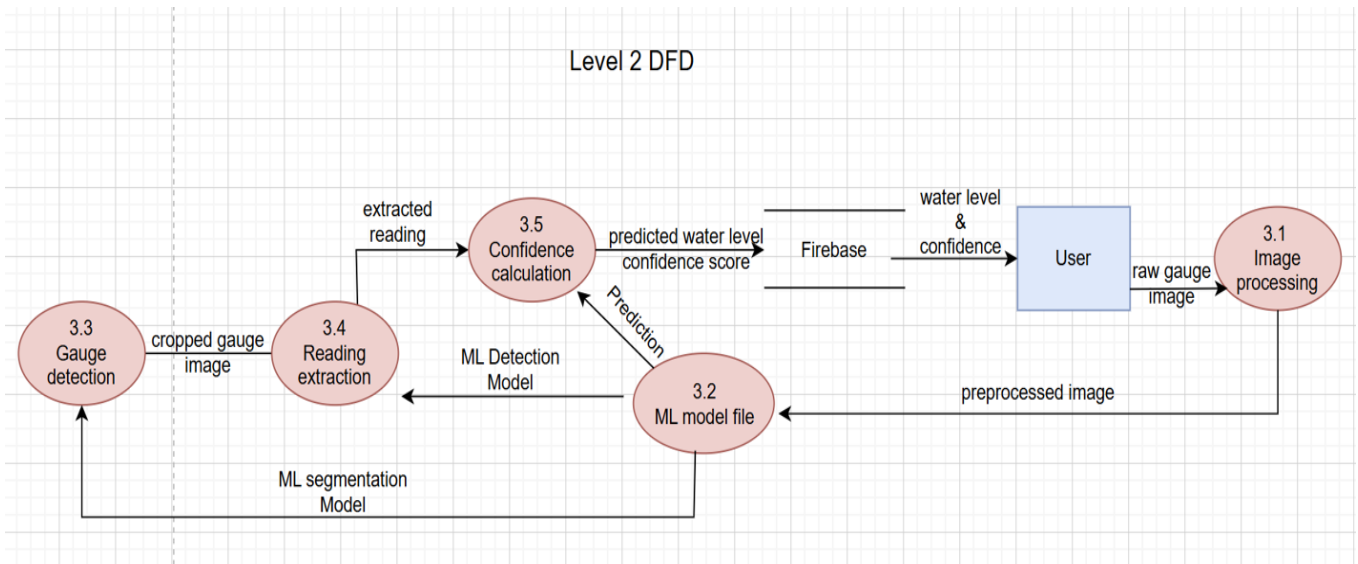 Level 2 DFD
extracted
reading
3.5
Confidence
calculation
predicted water level
confidence score
Firebase
water level
&
confidence
User
raw gauge
image
3.1
Image
processing
3.3
Gauge
detection
cropped gauge
image
3.4
Reading
extraction
ML Detection
Model
Prediction
3.2
ML model file
preprocessed image
ML segmentation
Model